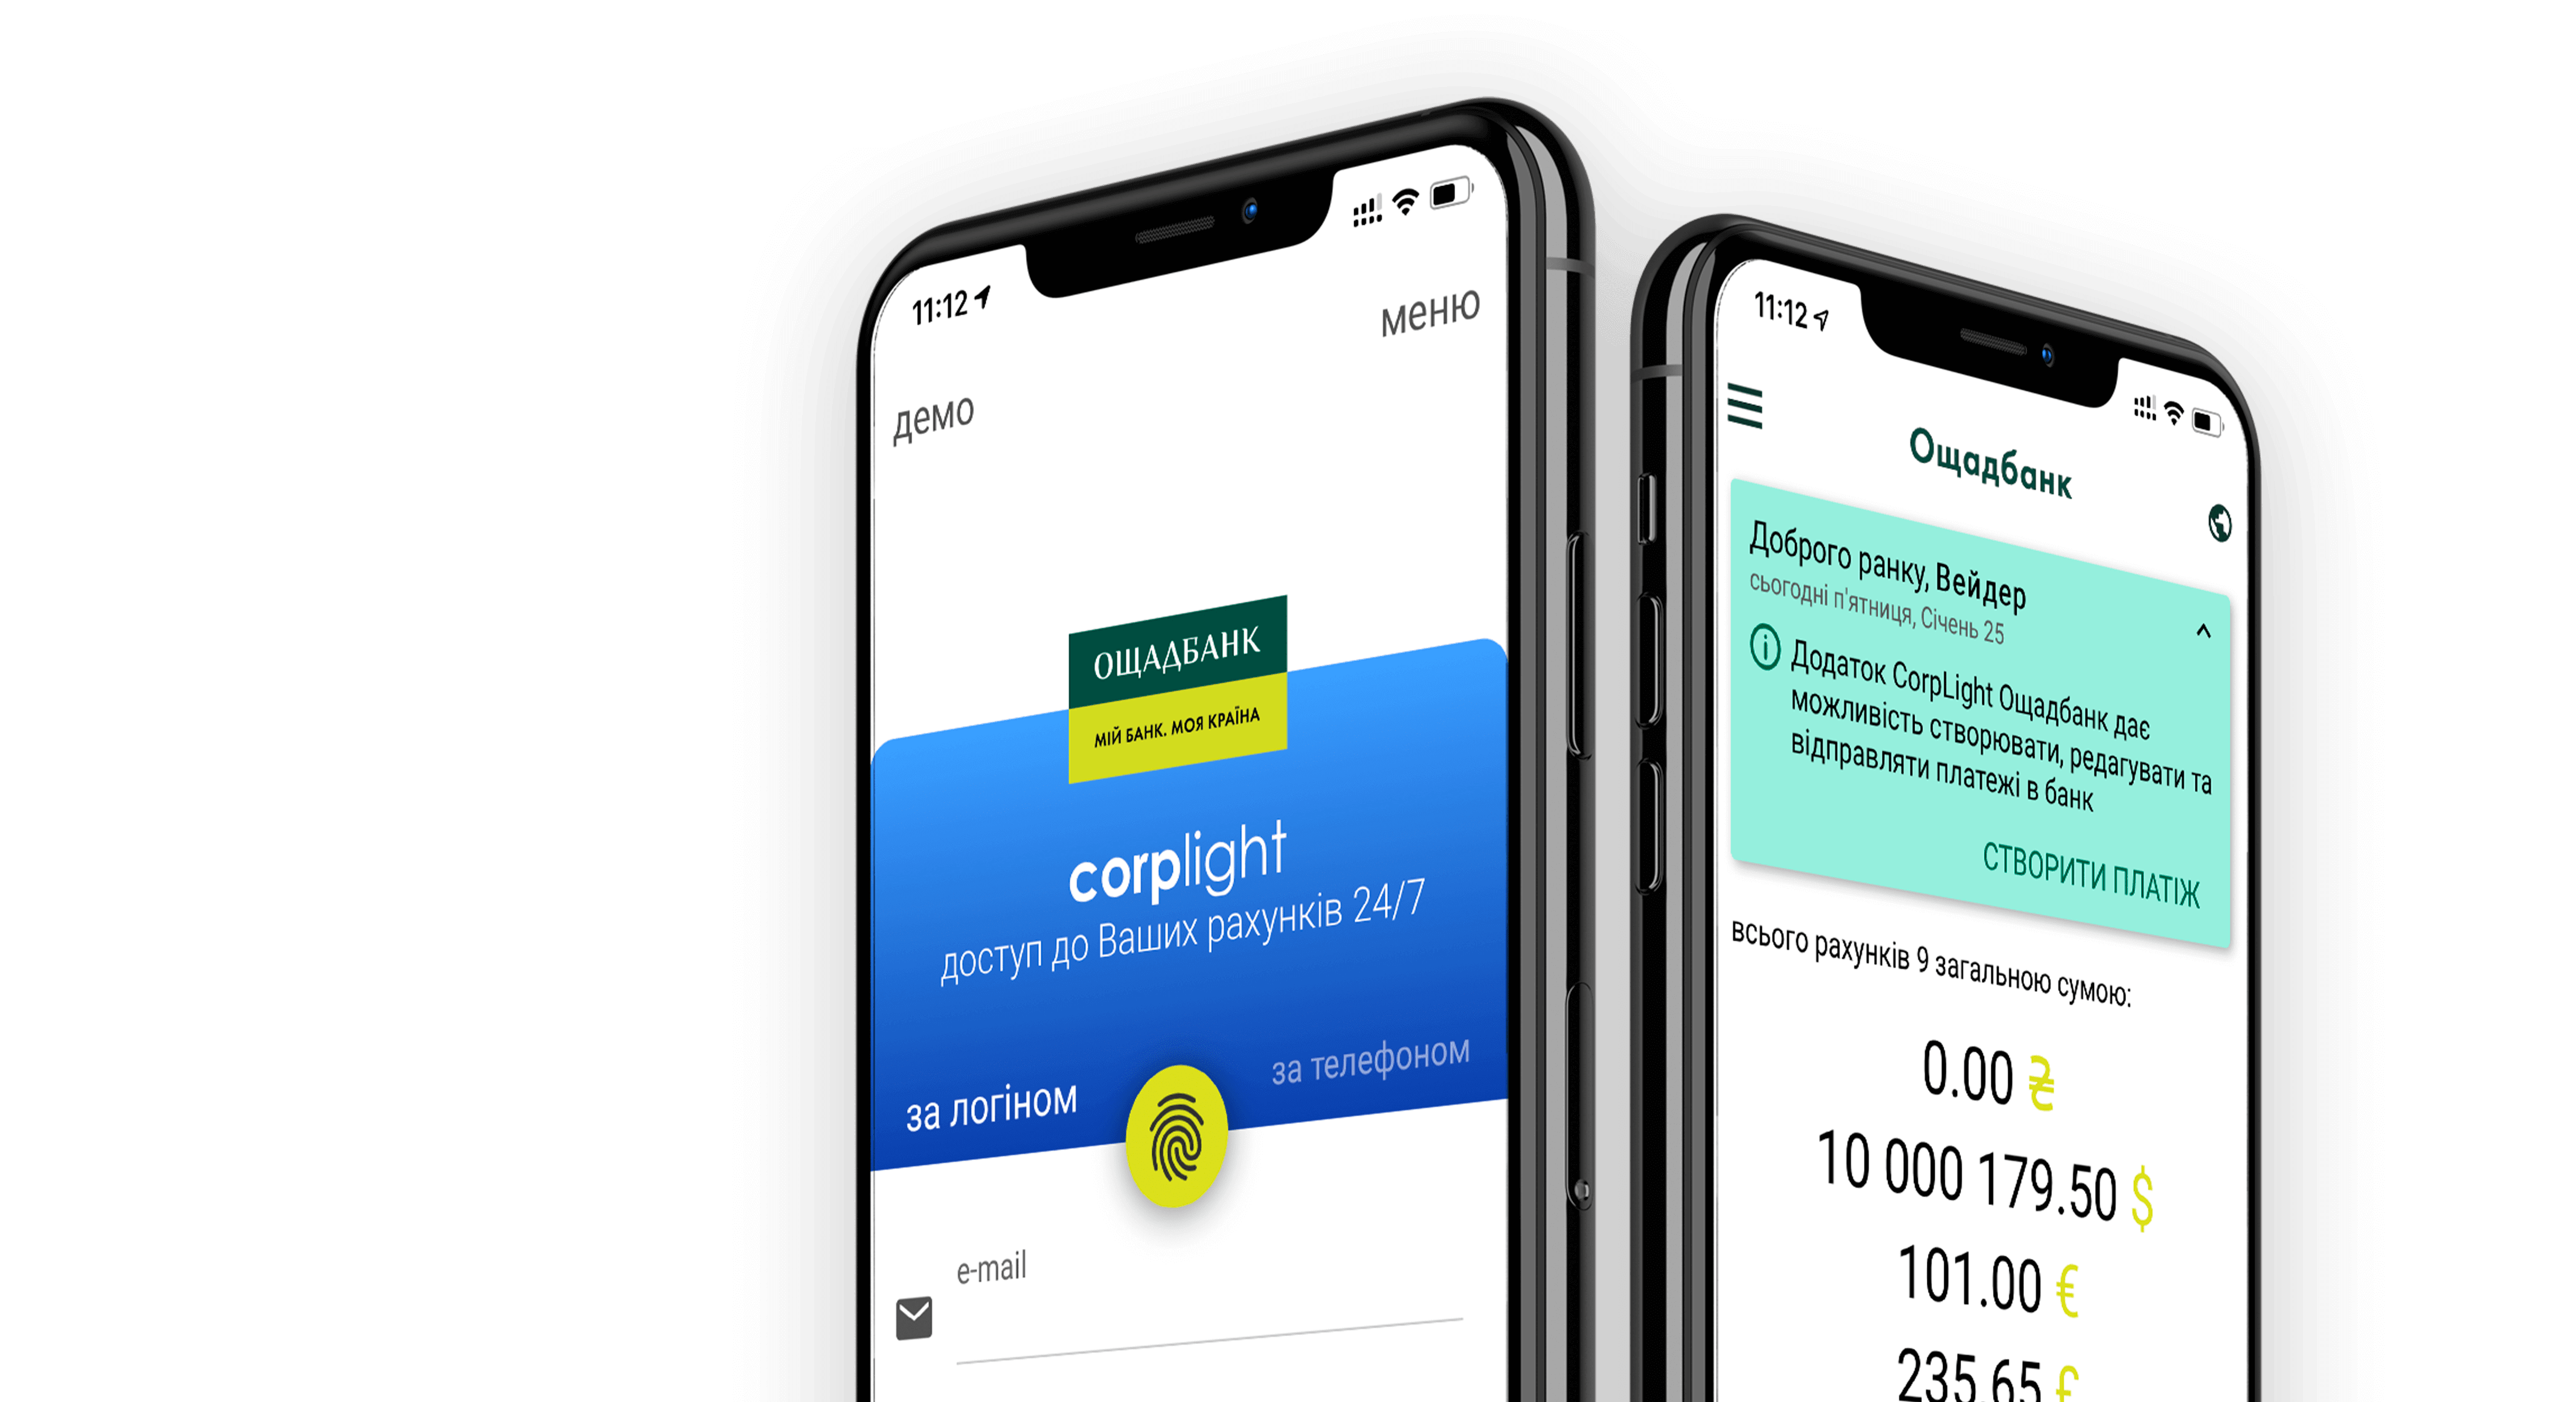 11:12
меню
демо
ОЩАДБАНК
МІЙ БАНК. МОЯ КРАЇНА
corplight
доступ до Ваших рахунків 24/7
за логіном
за телефоном
e-mail
11:12
Ощадбанк
Доброго ранку, Вейдер
сьогодні п'ятниця, Січень 25
Додаток CorpLight Ощадбанк дає
можливість створювати, редагувати та
відправляти платежі в банк
СТВОРИТИ ПЛАТІЖ
всього рахунків 9 загальною сумою:
0.00 ₴
10 000 179.50 $
101.00 €
235.65 £